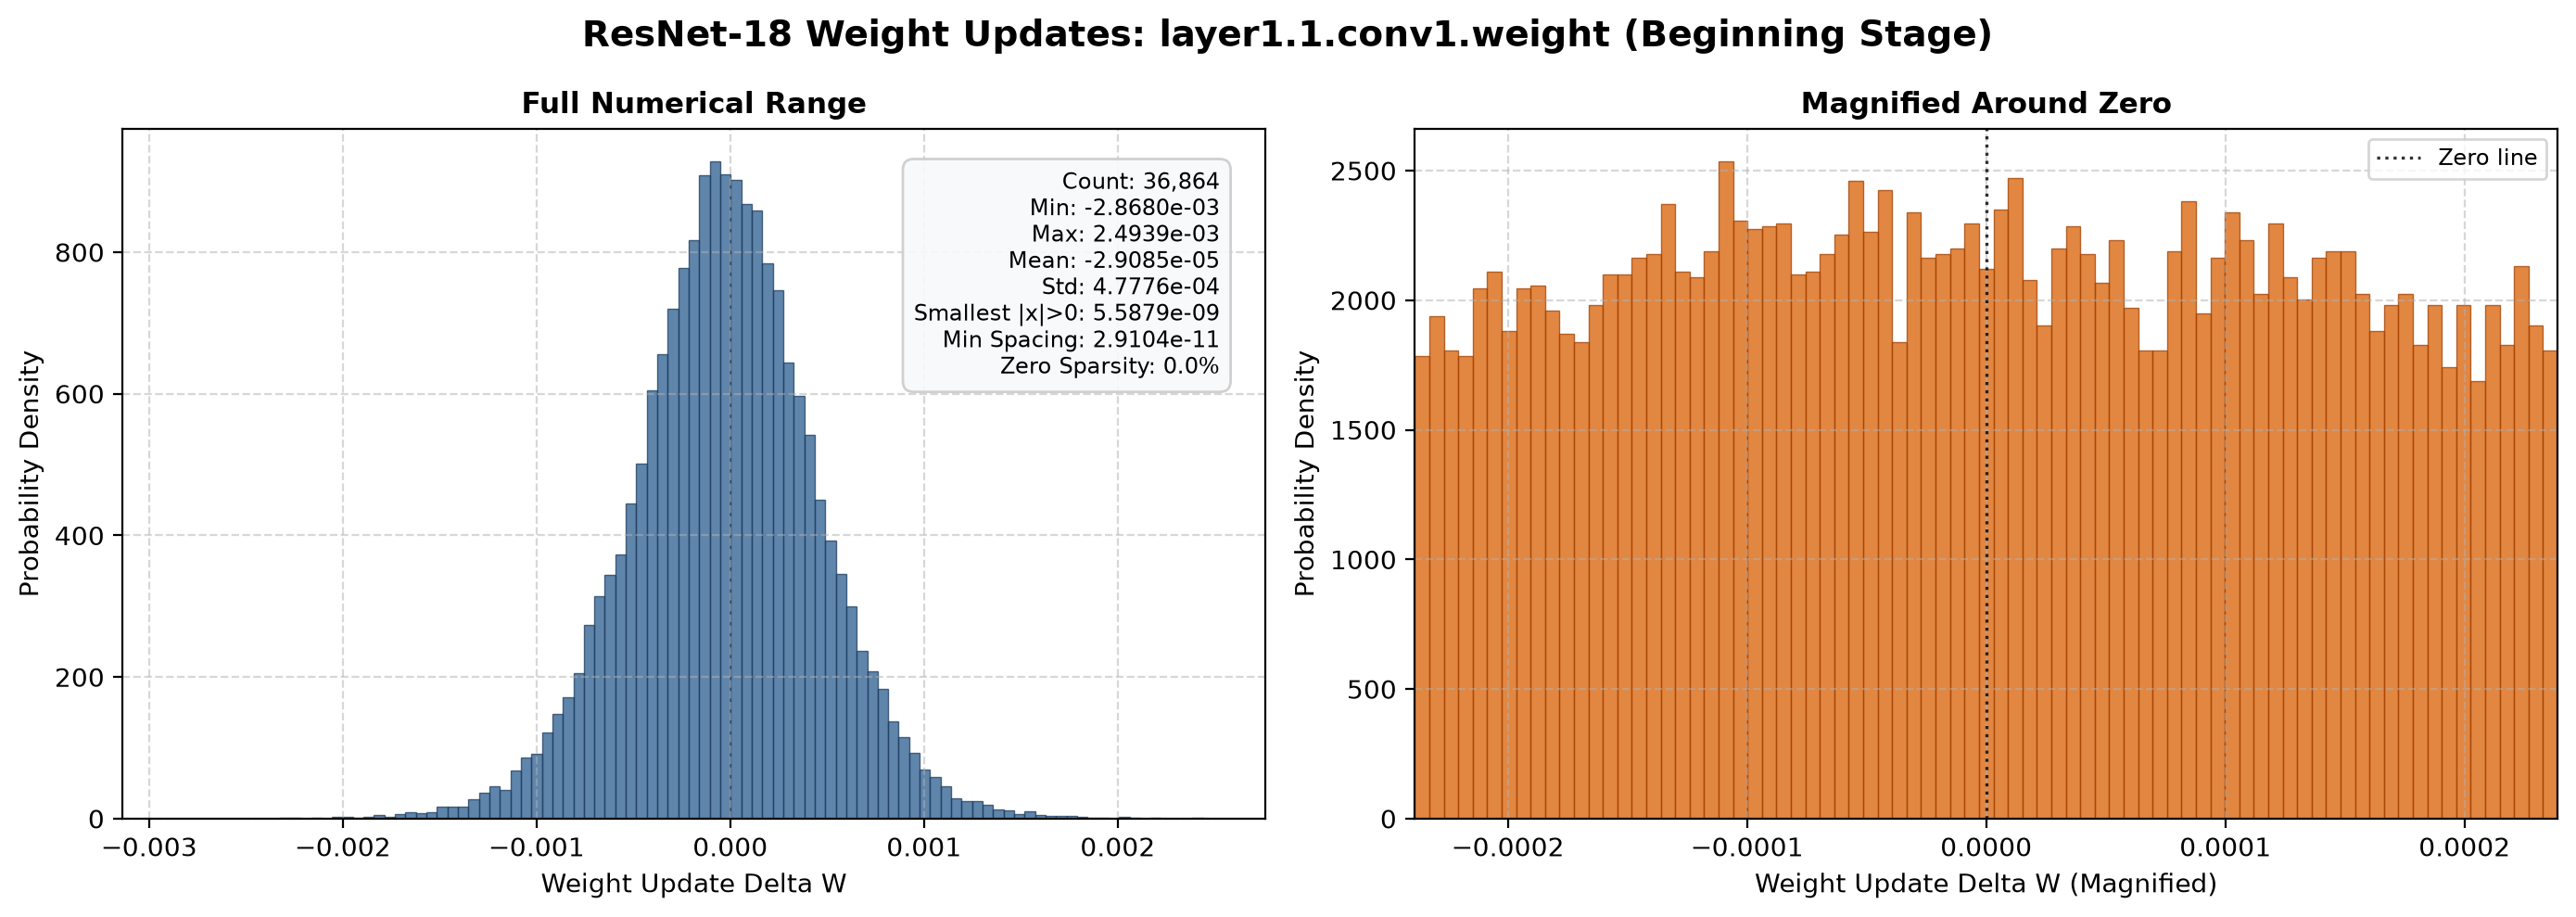 ResNet-18 Weight Updates: layer1.1.conv1.weight (Beginning Stage)
Full Numerical Range
Probability Density
800
600
400
200
0
Count: 36,864
Min: -2.8680e-03
Max: 2.4939e-03
Mean: -2.9085e-05
Std: 4.7776e-04
Smallest |x|>0: 5.5879e-09
Min Spacing: 2.9104e-11
Zero Sparsity: 0.0%
−0.003 −0.002 −0.001 0.000 0.001 0.002
Weight Update Delta W
Magnified Around Zero
Probability Density
2500
2000
1500
1000
500
0
Zero line
−0.0002 −0.0001 0.0000 0.0001 0.0002
Weight Update Delta W (Magnified)